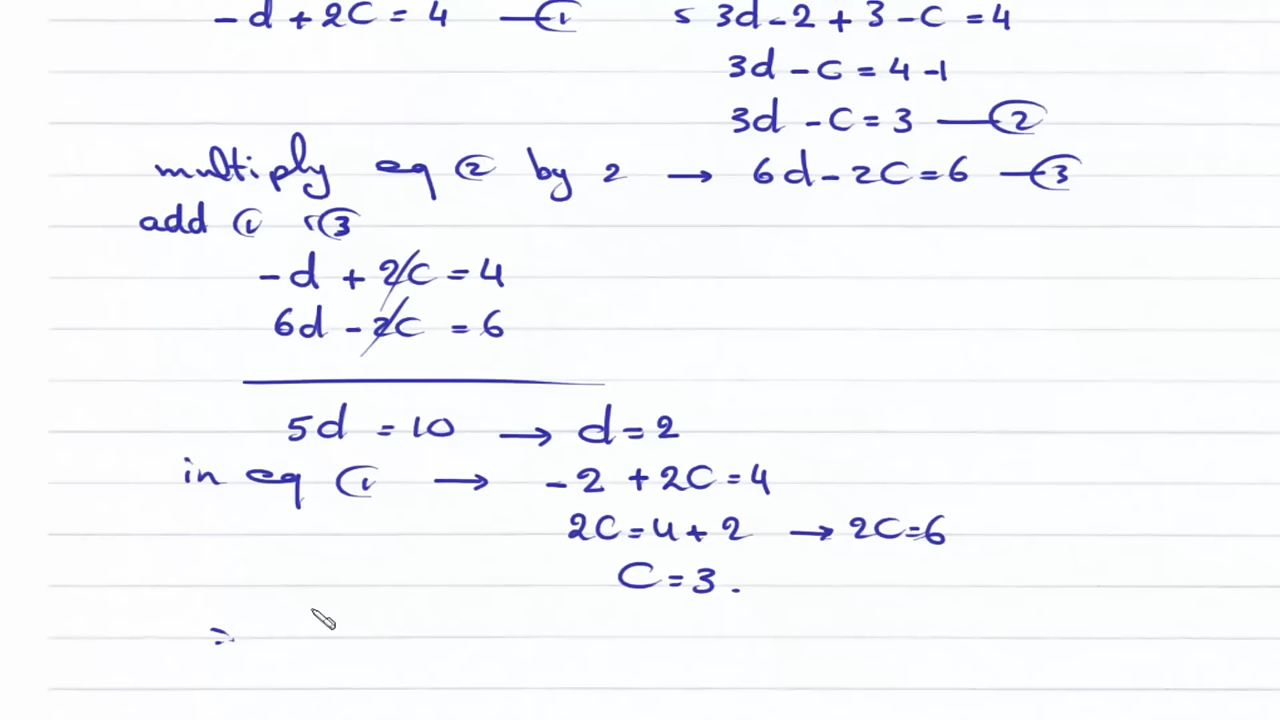 -d + 2C = 4 —① 3d - 2 + 3 - C = 4
3d - C = 4 - 1
3d - C = 3 —②
multiply eq ② by 2 → 6d - 2C = 6 —③
add ① ③
-d + 2C = 4
6d - 2C = 6
5d = 10 → d = 2
in eq ① → -2 + 2C = 4
2C = 4 + 2 → 2C = 6
C = 3.